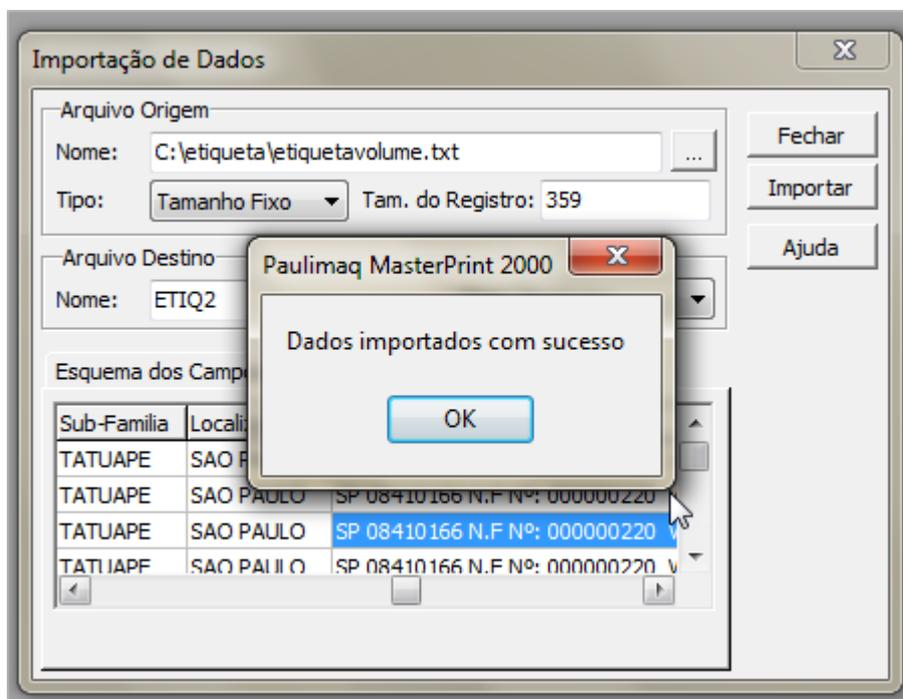 Importação de Dados
Arquivo Origem
Nome: C:\etiqueta\etiquetavolume.txt ...
Tipo: Tamanho Fixo Tam. do Registro: 359
Fechar
Importar
Ajuda
Arquivo Destino
Nome: ETIQ2
Paulimaq MasterPrint 2000
Dados importados com sucesso
OK
Esquema dos
Sub-Familia
TATUAPE SAO
TATUAPE SAO PAULO SP 08410166 N.F Nº: 000000220
TATUAPE SAO PAULO SP 08410166 N.F Nº: 000000220
TATUAPE SAO PAULO SP 08410166 N.F Nº: 000000220